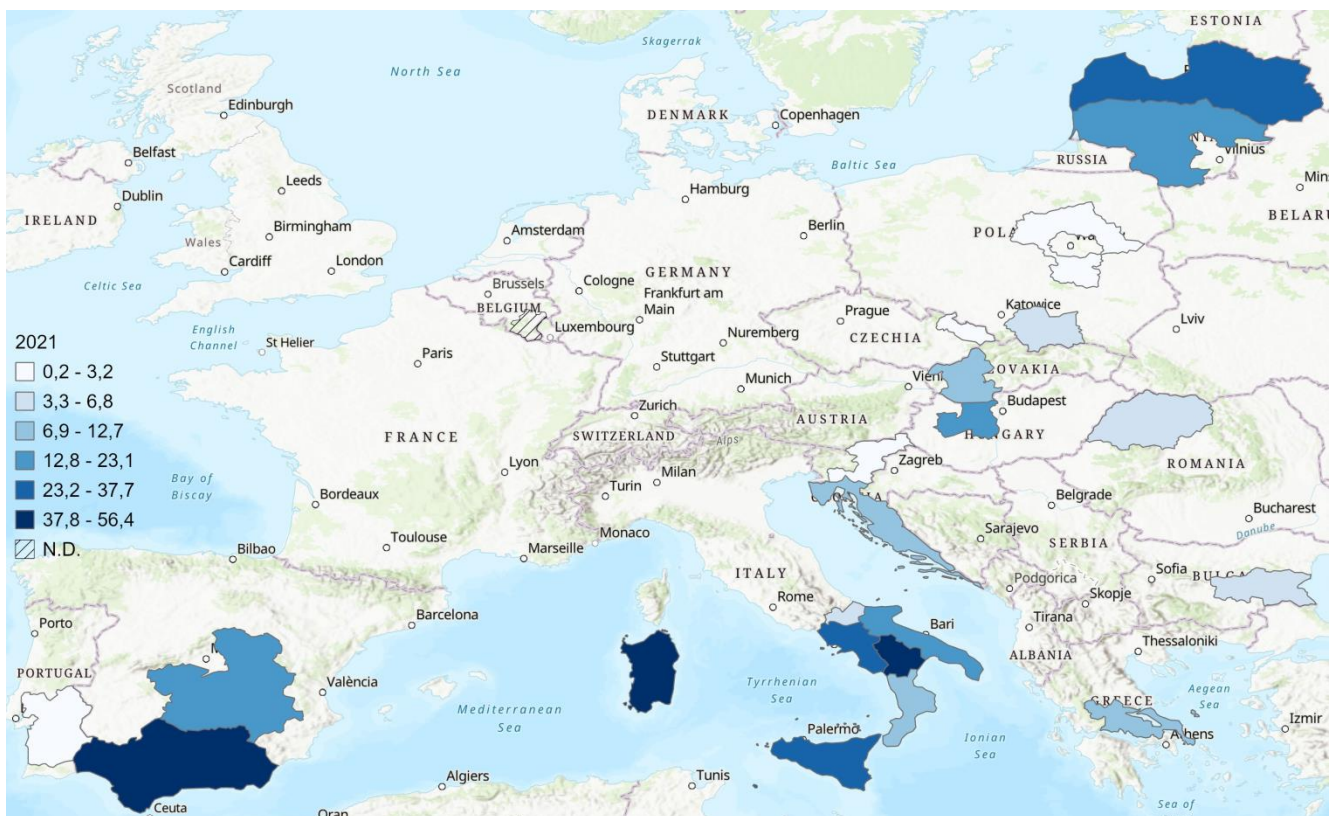 ESTONIA
Skagerrak
North Sea
Scotland
Edinburgh
DENMARK
Copenhagen
Belfast
Baltic Sea
RUSSIA
Vilnius
Dublin
Leeds
Hamburg
IRELAND
Birmingham
Wales
Amsterdam
Berlin
Cardiff
London
Brussels
Cologne
GERMANY
Celtic Sea
BELGIUM
Frankfurt am
Main
Katowice
Prague
Lviv
English
Channel
St Helier
Luxembourg
Nuremberg
CZECHIA
Paris
Stuttgart
Munich
AUSTRIA
Budapest
Zurich
FRANCE
SWITZERLAND
Alps
Zagreb
ROMANIA
Lyon
Milan
Turin
Bay of
Biscay
Bordeaux
Belgrade
Bucharest
Danube
Toulouse
Monaco
Marseille
Sarajevo
SERBIA
Bilbao
ITALY
Podgorica
Sofia
Rome
Skopje
Porto
Barcelona
Bari
Tirana
Thessaloniki
PORTUGAL
ALBANIA
València
Tyrrhenian
Sea
GREECE
Aegean
Sea
Mediterranean
Sea
Palermo
Ionian
Sea
Athens
Izmir
Algiers
Tunis
Ceuta
Oran
Sea of
2021
0,2 - 3,2
3,3 - 6,8
6,9 - 12,7
12,8 - 23,1
23,2 - 37,7
37,8 - 56,4
N.D.